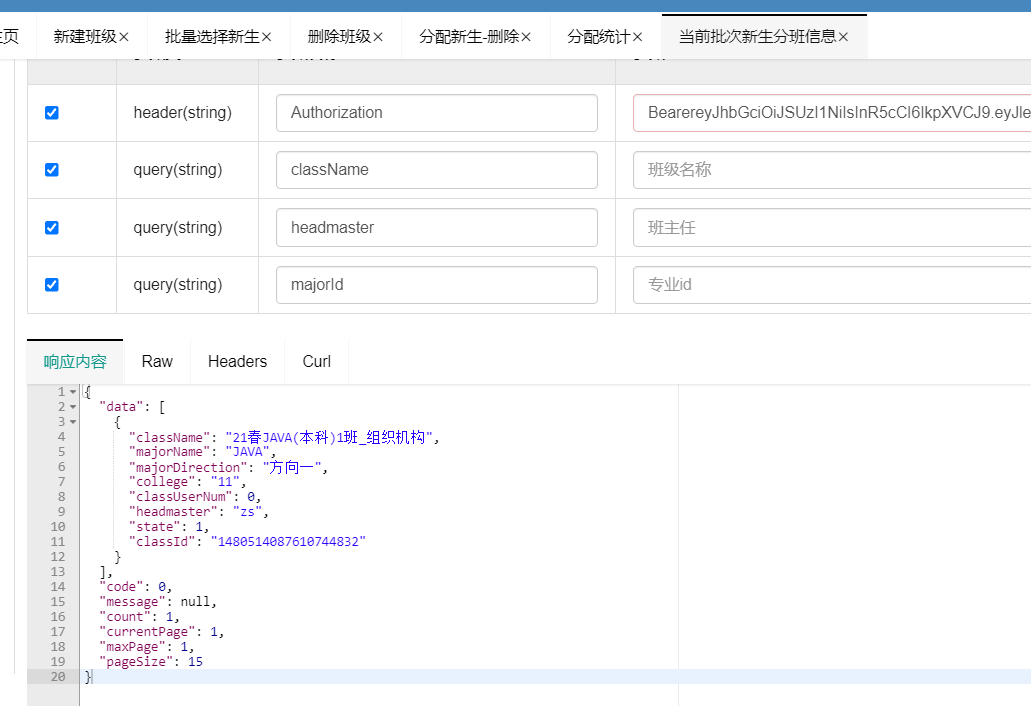 页 新建班级× 批量选择新生× 删除班级× 分配新生-删除× 分配统计× 当前批次新生分班信息×
header(string) Authorization BearereyJhbGciOiJSUzI1NiIsInR5cCI6IkpXVCJ9.eyJle
query(string) className 班级名称
query(string) headmaster 班主任
query(string) majorId 专业id
响应内容 Raw Headers Curl
1 {
2 "data": [
3 {
4 "className": "21春JAVA(本科)1班_组织机构",
5 "majorName": "JAVA",
6 "majorDirection": "方向一",
7 "college": "11",
8 "classUserNum": 0,
9 "headmaster": "zs",
10 "state": 1,
11 "classId": "1480514087610744832"
12 }
13 ],
14 "code": 0,
15 "message": null,
16 "count": 1,
17 "currentPage": 1,
18 "maxPage": 1,
19 "pageSize": 15
20 }